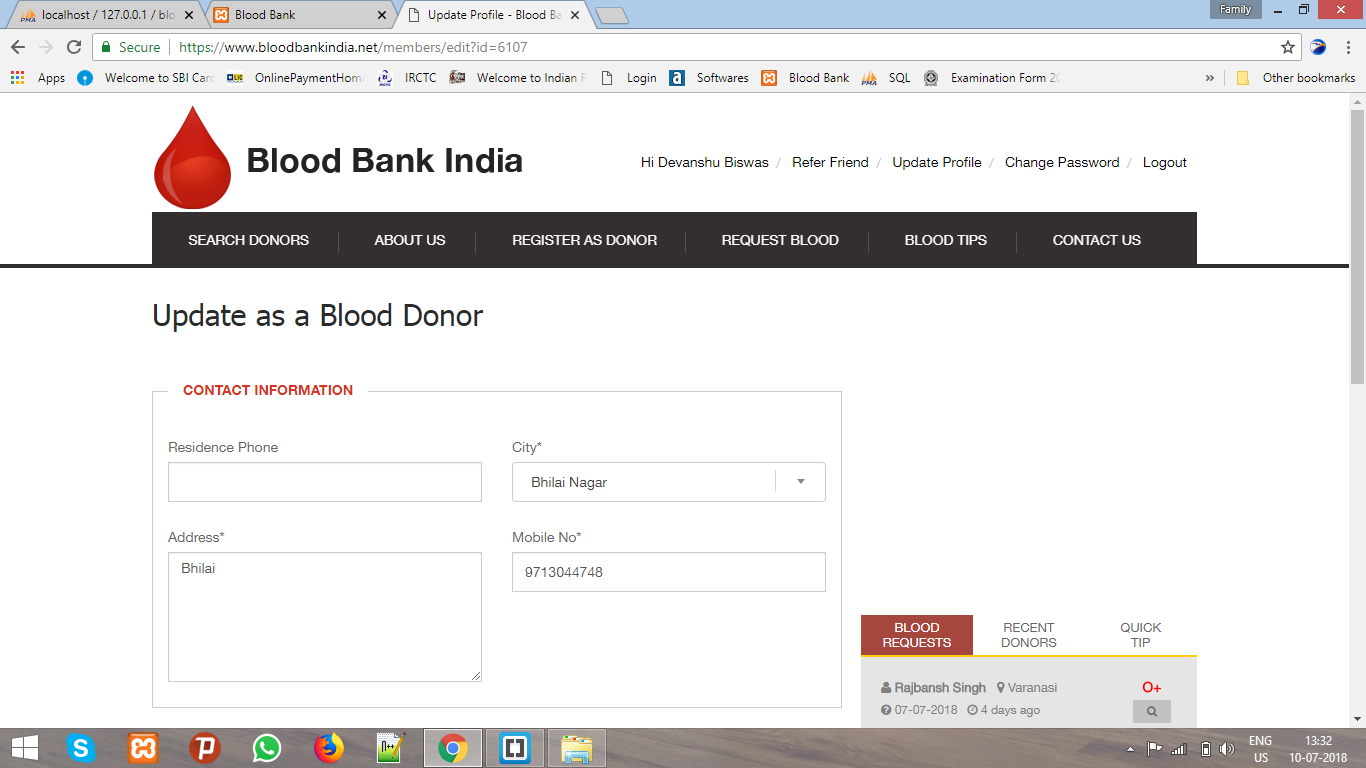 localhost / 127.0.0.1 / blo
Blood Bank
Update Profile - Blood Ba
Family
Secure
https://www.bloodbankindia.net/members/edit?id=6107
Apps
Welcome to SBI Card
OnlinePaymentHom
IRCTC
Welcome to Indian R
Login
Softwares
Blood Bank
SQL
Examination Form 20
»
Other bookmarks
Blood Bank India
Hi Devanshu Biswas / Refer Friend / Update Profile / Change Password / Logout
SEARCH DONORS
ABOUT US
REGISTER AS DONOR
REQUEST BLOOD
BLOOD TIPS
CONTACT US
Update as a Blood Donor
CONTACT INFORMATION
Residence Phone
City*
Bhilai Nagar
Address*
Mobile No*
Bhilai
9713044748
BLOOD
REQUESTS
RECENT
DONORS
QUICK
TIP
Rajbansh Singh
Varanasi
O+
07-07-2018
4 days ago
ENG
US
13:32
10-07-2018